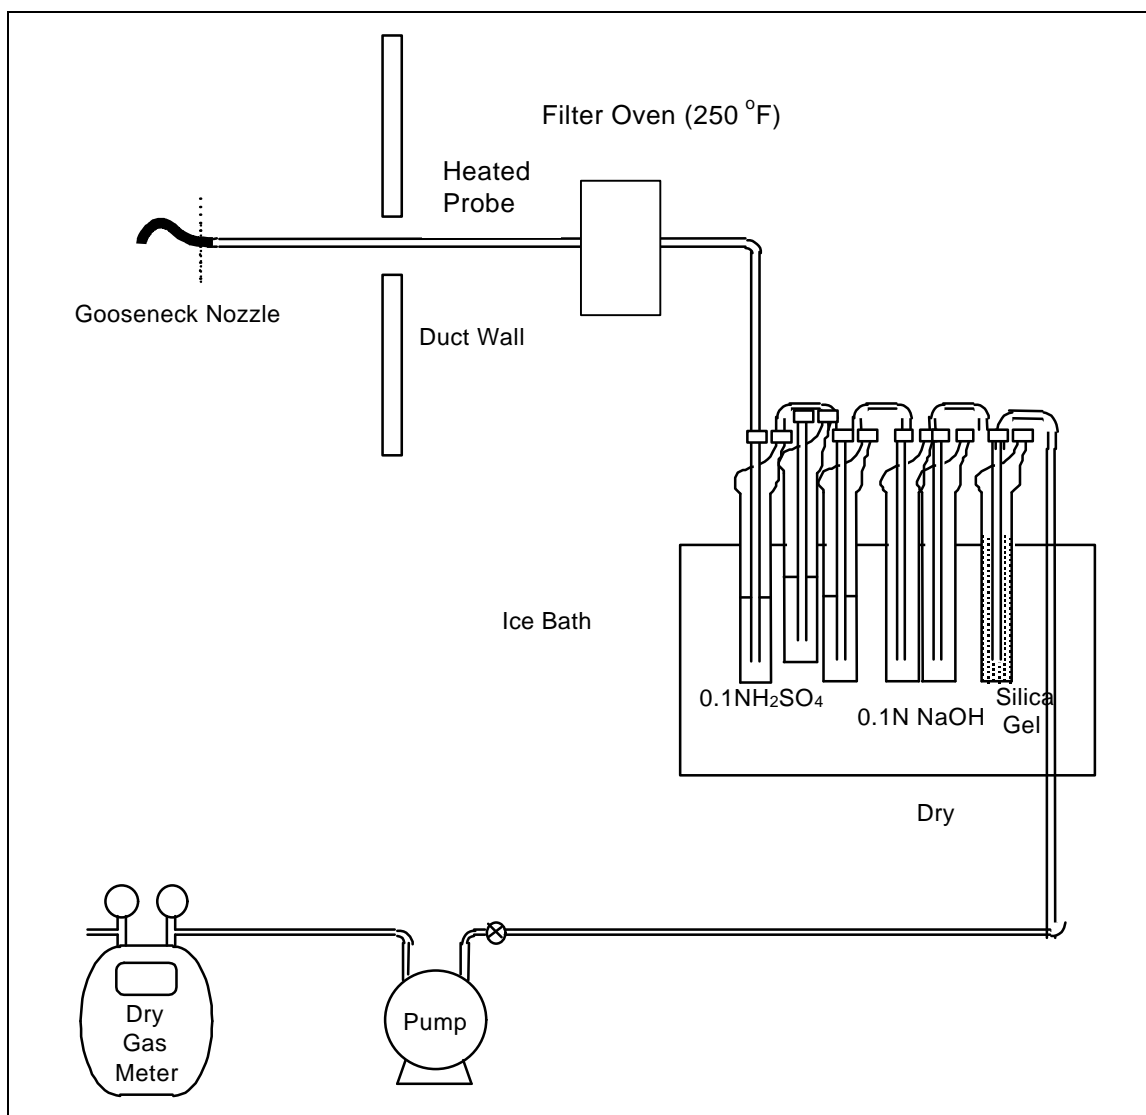 Filter Oven (250 °F)
Heated
Probe
Gooseneck Nozzle
Duct Wall
Ice Bath
0.1NH₂SO₄
0.1N NaOH
Silica
Gel
Dry
Dry
Gas
Meter
Pump